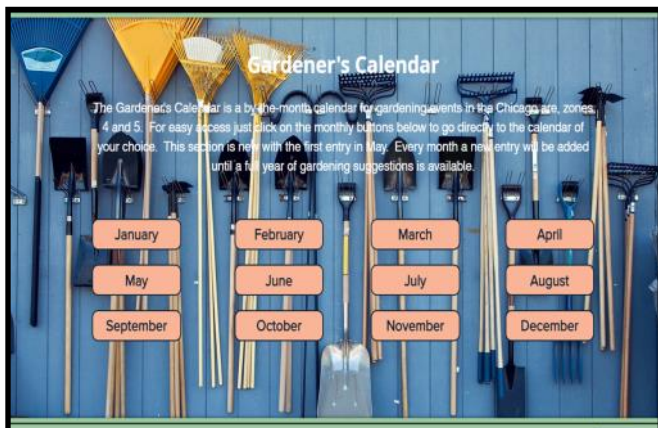 Gardener's Calendar
The Gardener's Calendar is a by-the-month calendar for gardening events in the Chicago are, zones
4 and 5. For easy access just click on the monthly buttons below to go directly to the calendar of
your choice. This section is new with the first entry in May. Every month a new entry will be added
until a full year of gardening suggestions is available.
January February March April
May June July August
September October November December